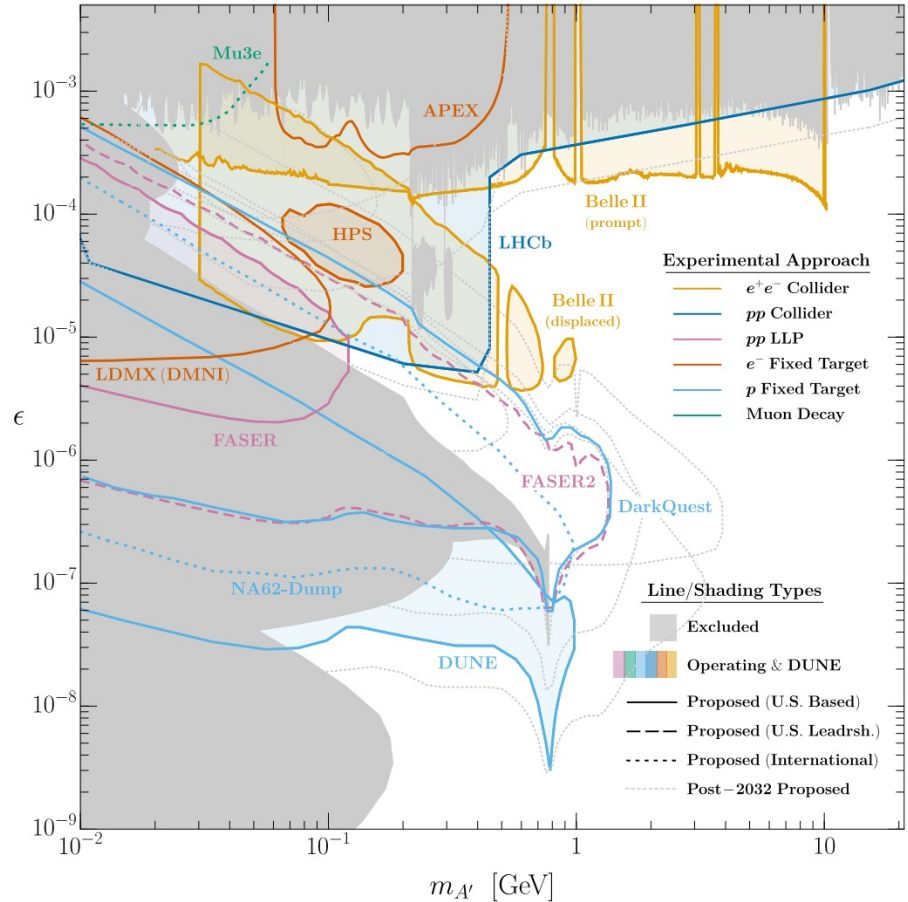 10^{-3}
10^{-4}
10^{-5}
10^{-6}
10^{-7}
10^{-8}
10^{-9}
ϵ
Mu3e
APEX
HPS
LHCb
Belle II
(prompt)
Belle II
(displaced)
LDMX (DMNI)
FASER
FASER2
DarkQuest
NA62-Dump
DUNE
Experimental Approach
e^+e^- Collider
pp Collider
pp LLP
e^- Fixed Target
p Fixed Target
Muon Decay
Line/Shading Types
Excluded
Operating & DUNE
Proposed (U.S. Based)
Proposed (U.S. Leadrsh.)
Proposed (International)
Post−2032 Proposed
10^{-2}
10^{-1}
1
10
m_{A'} [GeV]